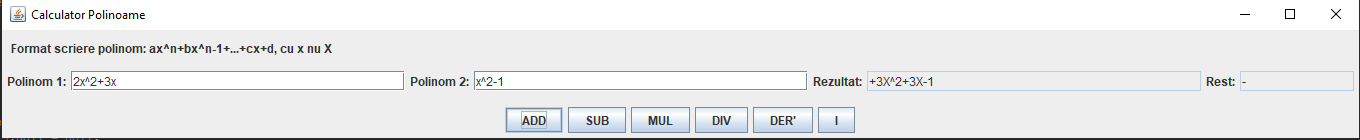 Calculator Polinoame
Format scriere polinom: ax^n+bx^n-1+...+cx+d, cu x nu X
Polinom 1: 2x^2+3x Polinom 2: x^2-1 Rezultat: +3X^2+3X-1 Rest: -
ADD SUB MUL DIV DER' I